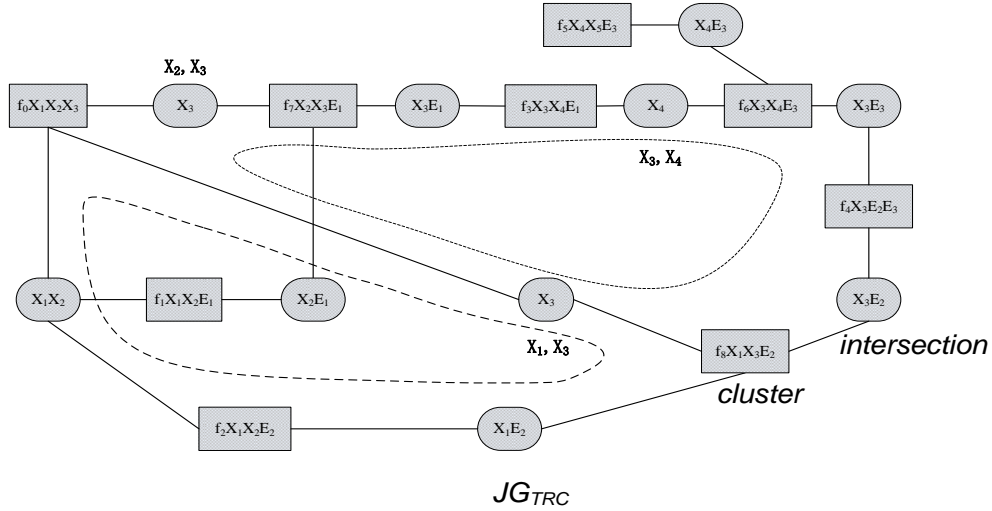 f₅X₄X₅E₃
X₄E₃
X₂, X₃
f₀X₁X₂X₃
X₃
f₇X₂X₃E₁
X₃E₁
f₃X₃X₄E₁
X₄
f₆X₃X₄E₃
X₃E₃
X₃, X₄
f₄X₃E₂E₃
X₁X₂
f₁X₁X₂E₁
X₂E₁
X₃
X₃E₂
X₁, X₃
f₈X₁X₃E₂
intersection
cluster
f₂X₁X₂E₂
X₁E₂
JG_TRC